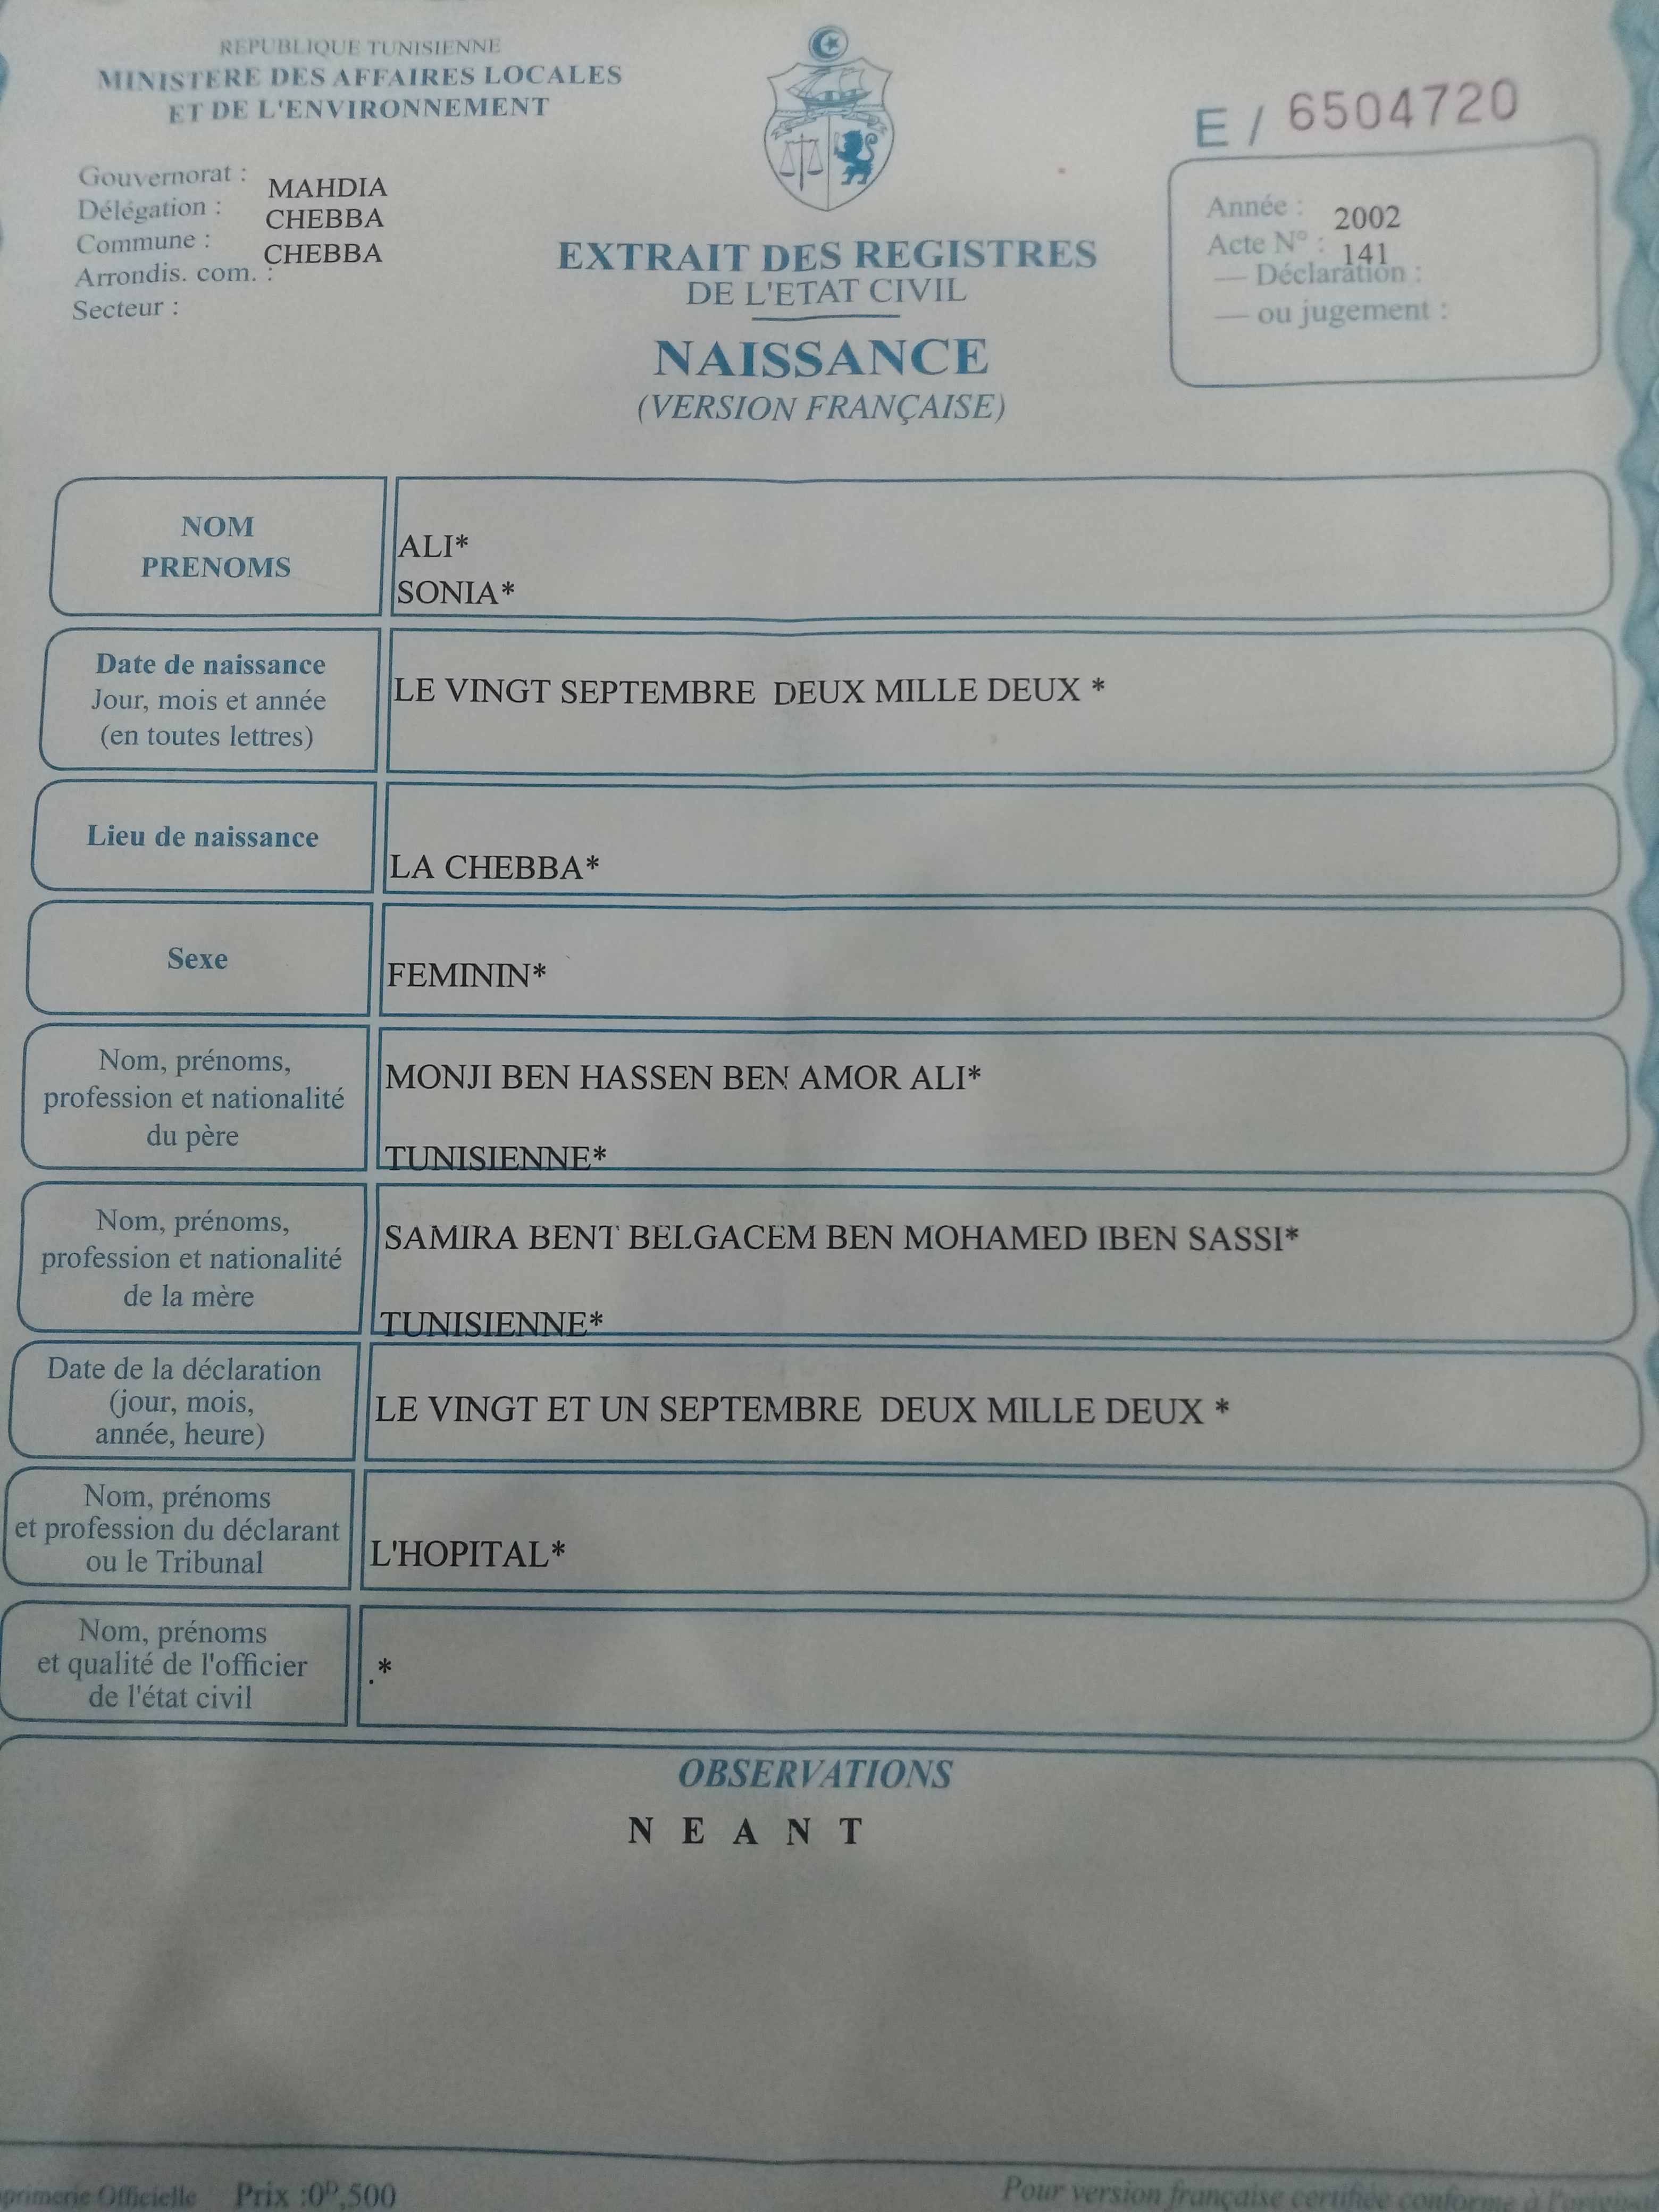 REPUBLIQUE TUNISIENNE
MINISTERE DES AFFAIRES LOCALES
ET DE L'ENVIRONNEMENT
E / 6504720
Gouvernorat : MAHDIA
Délégation : CHEBBA
Commune : CHEBBA
Arrondis. com. :
Secteur :
Année : 2002
Acte N° : 141
— Déclaration :
— ou jugement :
EXTRAIT DES REGISTRES
DE L'ETAT CIVIL
NAISSANCE
(VERSION FRANÇAISE)
NOM
PRENOMS
ALI*
SONIA*
Date de naissance
Jour, mois et année
(en toutes lettres)
LE VINGT SEPTEMBRE DEUX MILLE DEUX *
Lieu de naissance
LA CHEBBA*
Sexe
FEMININ*
Nom, prénoms,
profession et nationalité
du père
MONJI BEN HASSEN BEN AMOR ALI*
TUNISIENNE*
Nom, prénoms,
profession et nationalité
de la mère
SAMIRA BENT BELGACEM BEN MOHAMED IBEN SASSI*
TUNISIENNE*
Date de la déclaration
(jour, mois,
année, heure)
LE VINGT ET UN SEPTEMBRE DEUX MILLE DEUX *
Nom, prénoms
et profession du déclarant
ou le Tribunal
L'HOPITAL*
Nom, prénoms
et qualité de l'officier
de l'état civil
.*
OBSERVATIONS
N E A N T
Officielle Prix :0ᴰ,500
Pour version française certifiée conforme à